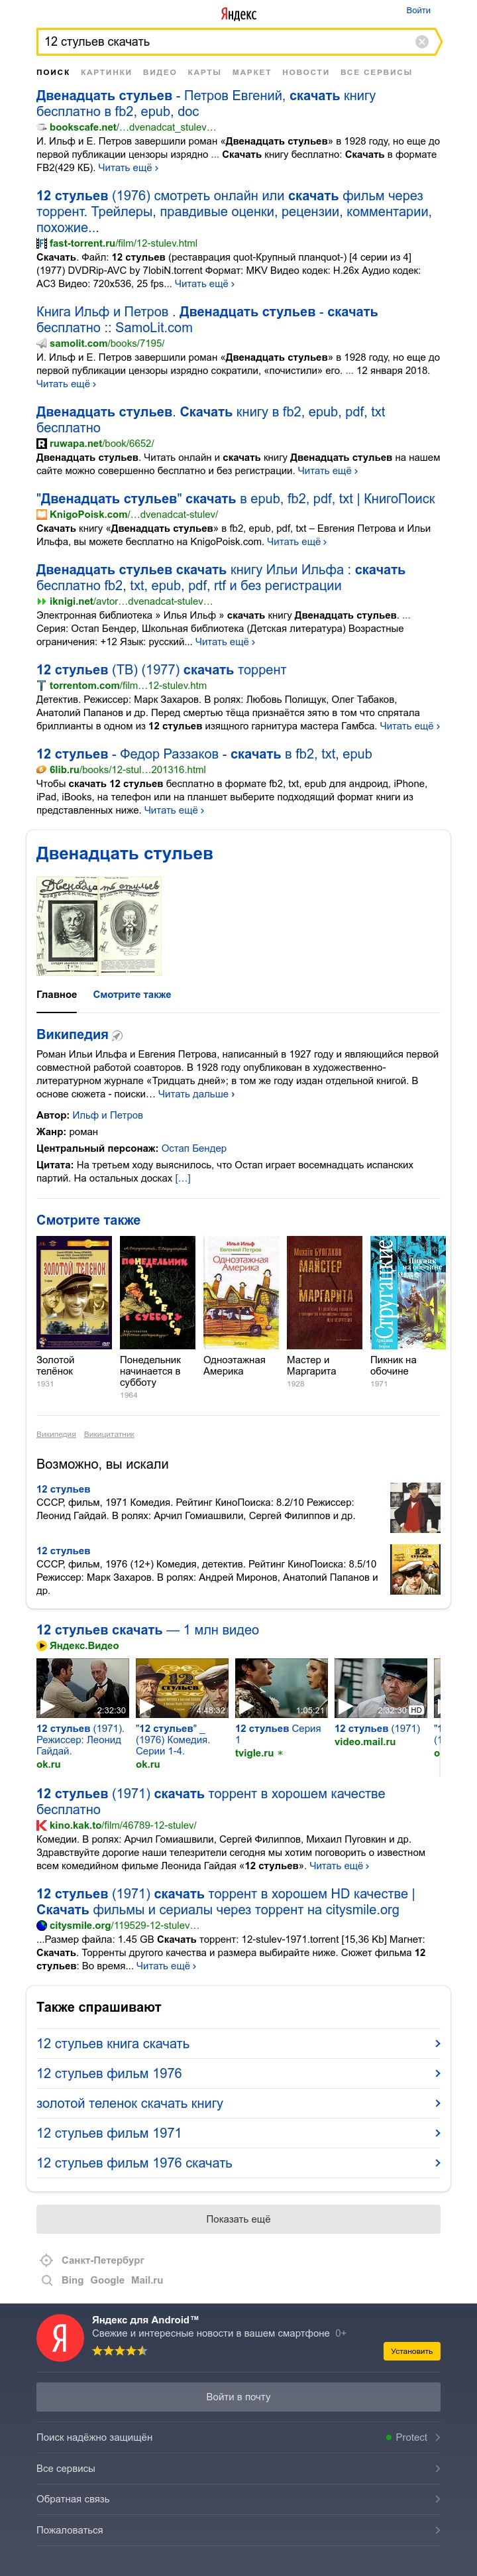 Яндекс
Войти
12 стульев скачать
ПОИСК КАРТИНКИ ВИДЕО КАРТЫ МАРКЕТ НОВОСТИ ВСЕ СЕРВИСЫ
Двенадцать стульев - Петров Евгений, скачать книгу
бесплатно в fb2, epub, doc
bookscafe.net/…dvenadcat_stulev…
И. Ильф и Е. Петров завершили роман «Двенадцать стульев» в 1928 году, но еще до
первой публикации цензоры изрядно ... Скачать книгу бесплатно: Скачать в формате
FB2(429 КБ). Читать ещё ›
12 стульев (1976) смотреть онлайн или скачать фильм через
торрент. Трейлеры, правдивые оценки, рецензии, комментарии,
похожие...
fast-torrent.ru/film/12-stulev.html
Скачать. Файл: 12 стульев (реставрация quot-Крупный планquot-) [4 серии из 4]
(1977) DVDRip-AVC by 7lobiN.torrent Формат: MKV Видео кодек: H.26x Аудио кодек:
AC3 Видео: 720x536, 25 fps... Читать ещё ›
Книга Ильф и Петров . Двенадцать стульев - скачать
бесплатно :: SamoLit.com
samolit.com/books/7195/
И. Ильф и Е. Петров завершили роман «Двенадцать стульев» в 1928 году, но еще до
первой публикации цензоры изрядно сократили, «почистили» его. ... 12 января 2018.
Читать ещё ›
Двенадцать стульев. Скачать книгу в fb2, epub, pdf, txt
бесплатно
ruwapa.net/book/6652/
Двенадцать стульев. Читать онлайн и скачать книгу Двенадцать стульев на нашем
сайте можно совершенно бесплатно и без регистрации. Читать ещё ›
"Двенадцать стульев" скачать в epub, fb2, pdf, txt | КнигоПоиск
KnigoPoisk.com/…dvenadcat-stulev/
Скачать книгу «Двенадцать стульев» в fb2, epub, pdf, txt – Евгения Петрова и Ильи
Ильфа, вы можете бесплатно на KnigoPoisk.com. Читать ещё ›
Двенадцать стульев скачать книгу Ильи Ильфа : скачать
бесплатно fb2, txt, epub, pdf, rtf и без регистрации
iknigi.net/avtor…dvenadcat-stulev…
Электронная библиотека » Илья Ильф » скачать книгу Двенадцать стульев. ...
Серия: Остап Бендер, Школьная библиотека (Детская литература) Возрастные
ограничения: +12 Язык: русский... Читать ещё ›
12 стульев (ТВ) (1977) скачать торрент
torrentom.com/film…12-stulev.htm
Детектив. Режиссер: Марк Захаров. В ролях: Любовь Полищук, Олег Табаков,
Анатолий Папанов и др. Перед смертью тёща признаётся зятю в том что спрятала
бриллианты в одном из 12 стульев изящного гарнитура мастера Гамбса. Читать ещё ›
12 стульев - Федор Раззаков - скачать в fb2, txt, epub
6lib.ru/books/12-stul…201316.html
Чтобы скачать 12 стульев бесплатно в формате fb2, txt, epub для андроид, iPhone,
iPad, iBooks, на телефон или на планшет выберите подходящий формат книги из
представленных ниже. Читать ещё ›
Двенадцать стульев
Главное Смотрите также
Википедия
Роман Ильи Ильфа и Евгения Петрова, написанный в 1927 году и являющийся первой
совместной работой соавторов. В 1928 году опубликован в художественно-
литературном журнале «Тридцать дней»; в том же году издан отдельной книгой. В
основе сюжета - поиски… Читать дальше ›
Автор: Ильф и Петров
Жанр: роман
Центральный персонаж: Остап Бендер
Цитата: На третьем ходу выяснилось, что Остап играет восемнадцать испанских
партий. На остальных досках [...]
Смотрите также
ЗОЛОТОЙ ТЕЛЕНОК
ПОНЕДЕЛЬНИК НАЧИНАЕТСЯ В СУББОТУ
Илья Ильф
Евгений Петров
Одноэтажная
Америка
МАЙСТЕР І МАРГАРИТА
Стругацкие
Пикник на обочине
Золотой
телёнок
1931
Понедельник
начинается в
субботу
1964
Одноэтажная
Америка
Мастер и
Маргарита
1928
Пикник на
обочине
1971
Википедия Викицитатник
Возможно, вы искали
12 стульев
СССР, фильм, 1971 Комедия. Рейтинг КиноПоиска: 8.2/10 Режиссер:
Леонид Гайдай. В ролях: Арчил Гомиашвили, Сергей Филиппов и др.
12 стульев
СССР, фильм, 1976 (12+) Комедия, детектив. Рейтинг КиноПоиска: 8.5/10
Режиссер: Марк Захаров. В ролях: Андрей Миронов, Анатолий Папанов и
др.
12 стульев скачать — 1 млн видео
Яндекс.Видео
2:32:30
12 СТУЛЬЕВ
4:48:32
1:05:21
2:32:30 HD
12 стульев (1971).
Режиссер: Леонид
Гайдай.
ok.ru
"12 стульев" _
(1976) Комедия.
Серии 1-4.
ok.ru
12 стульев Серия
1
tvigle.ru
12 стульев (1971)
video.mail.ru
12 стульев (1971) скачать торрент в хорошем качестве
бесплатно
kino.kak.to/film/46789-12-stulev/
Комедии. В ролях: Арчил Гомиашвили, Сергей Филиппов, Михаил Пуговкин и др.
Здравствуйте дорогие наши телезрители сегодня мы хотим поговорить о известном
всем комедийном фильме Леонида Гайдая «12 стульев». Читать ещё ›
12 стульев (1971) скачать торрент в хорошем HD качестве |
Скачать фильмы и сериалы через торрент на citysmile.org
citysmile.org/119529-12-stulev…
...Размер файла: 1.45 GB Скачать торрент: 12-stulev-1971.torrent [15,36 Kb] Магнет:
Скачать. Торренты другого качества и размера выбирайте ниже. Сюжет фильма 12
стульев: Во время... Читать ещё ›
Также спрашивают
12 стульев книга скачать
12 стульев фильм 1976
золотой теленок скачать книгу
12 стульев фильм 1971
12 стульев фильм 1976 скачать
Показать ещё
Санкт-Петербург
Bing Google Mail.ru
Яндекс для Android™
Свежие и интересные новости в вашем смартфоне 0+
Установить
Войти в почту
Поиск надёжно защищён Protect
Все сервисы
Обратная связь
Пожаловаться